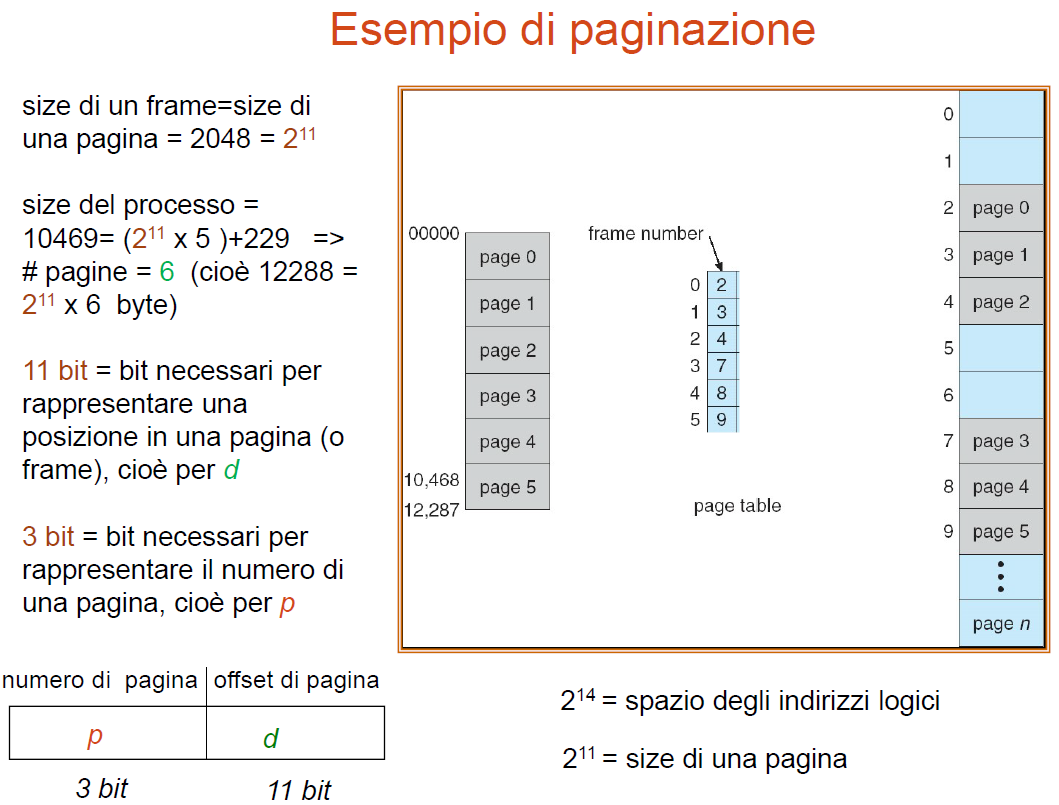 Esempio di paginazione
size di un frame=size di
una pagina = 2048 = 2¹¹
size del processo =
10469= (2¹¹ x 5 )+229 =>
# pagine = 6 (cioè 12288 =
2¹¹ x 6 byte)
11 bit = bit necessari per
rappresentare una
posizione in una pagina (o
frame), cioè per d
3 bit = bit necessari per
rappresentare il numero di
una pagina, cioè per p
numero di pagina offset di pagina
p d
3 bit 11 bit
00000
page 0
page 1
page 2
page 3
page 4
10,468
page 5
12,287
frame number
0 2
1 3
2 4
3 7
4 8
5 9
page table
0
1
2 page 0
3 page 1
4 page 2
5
6
7 page 3
8 page 4
9 page 5
page n
2¹⁴ = spazio degli indirizzi logici
2¹¹ = size di una pagina